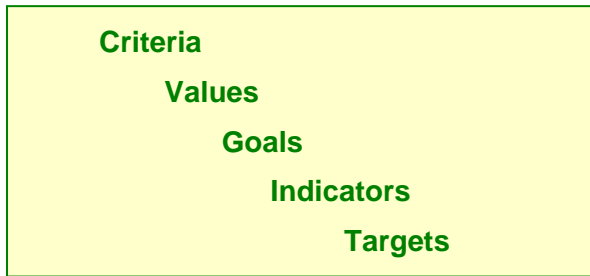 Criteria
Values
Goals
Indicators
Targets